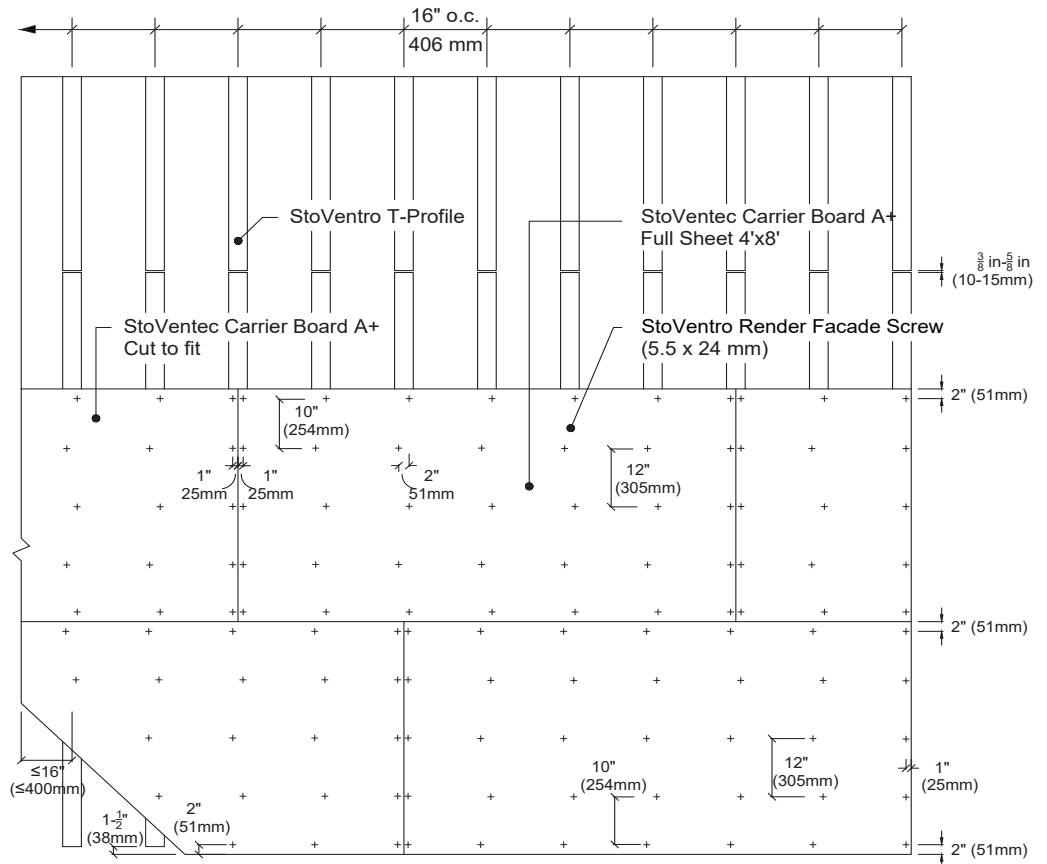 16" o.c.
406 mm
StoVentro T-Profile
StoVentec Carrier Board A+
Full Sheet 4'x8'
3/8 in-5/8 in
(10-15mm)
StoVentec Carrier Board A+
Cut to fit
StoVentro Render Facade Screw
(5.5 x 24 mm)
2" (51mm)
10"
(254mm)
1"
25mm
1"
25mm
2"
51mm
12"
(305mm)
2" (51mm)
≤16"
(≤400mm)
1-1/2"
(38mm)
2"
(51mm)
10"
(254mm)
12"
(305mm)
1"
(25mm)
2" (51mm)